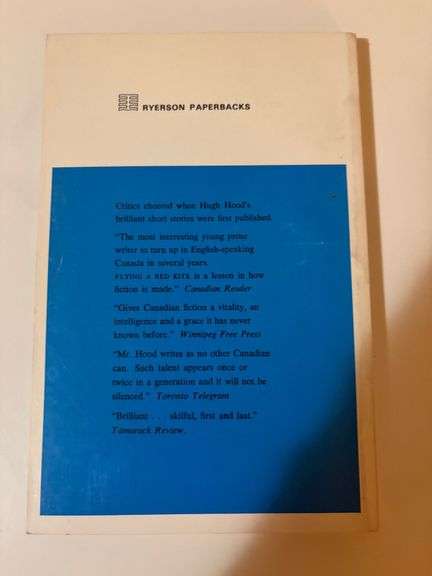 RYERSON PAPERBACKS
Critics cheered when Hugh Hood's
brilliant short stories were first published.
"The most interesting young prose
writer to turn up in English-speaking
Canada in several years.
FLYING A RED KITE is a lesson in how
fiction is made." Canadian Reader
"Gives Canadian fiction a vitality, an
intelligence and a grace it has never
known before." Winnipeg Free Press
"Mr. Hood writes as no other Canadian
can. Such talent appears once or
twice in a generation and it will not be
silenced." Toronto Telegram
"Brilliant . . . skilful, first and last."
Tamarack Review.